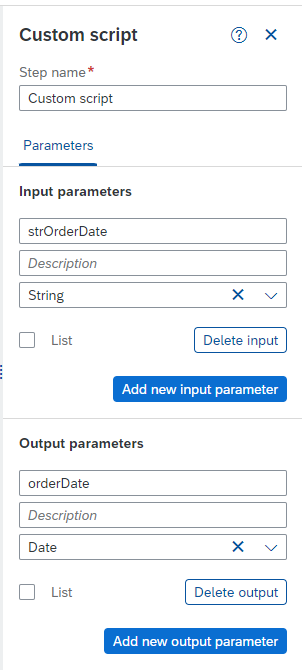 Custom script
Step name*
Custom script
Parameters
Input parameters
strOrderDate
Description
String
List
Delete input
Add new input parameter
Output parameters
orderDate
Description
Date
List
Delete output
Add new output parameter